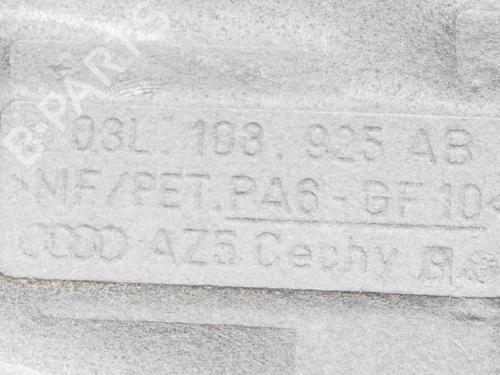 B-PARTS
03L. 103. 925 AB
>MF/PET.PA6-GF10<
AZ5 Cechy